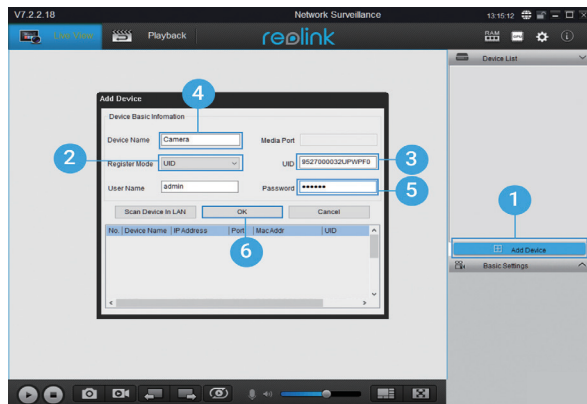 V7.2.2.18 Network Surveillance 13:15:12
Live View Playback reolink
Device List
Add Device
4
Device Basic Infomation
Device Name Camera Media Port
2 3
Register Mode UID UID 9527000032UPWPF0
User Name admin Password ••••••
5
1
Scan Device In LAN OK Cancel
No. Device Name IP Address Port MacAddr UID
6
Add Device
Basic Settings